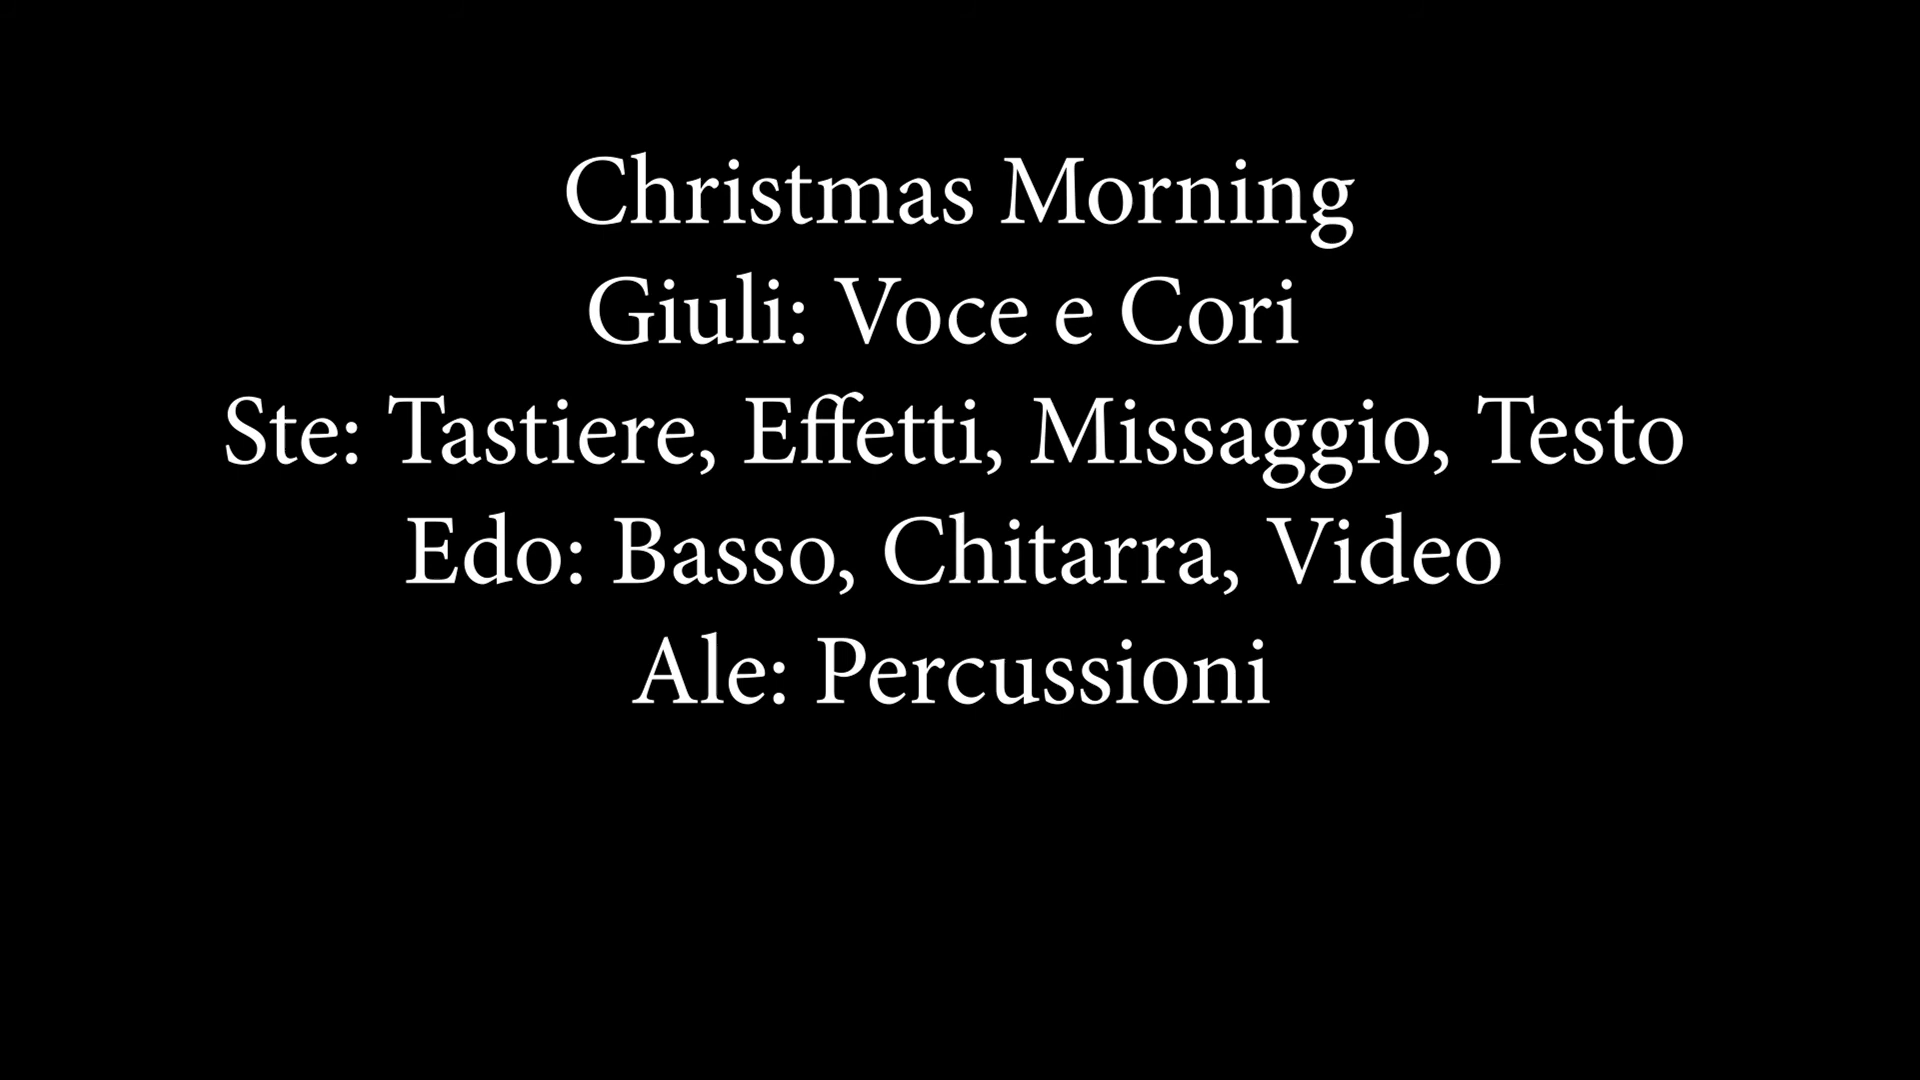 Christmas Morning
Giuli: Voce e Cori
Ste: Tastiere, Effetti, Missaggio, Testo
Edo: Basso, Chitarra, Video
Ale: Percussioni